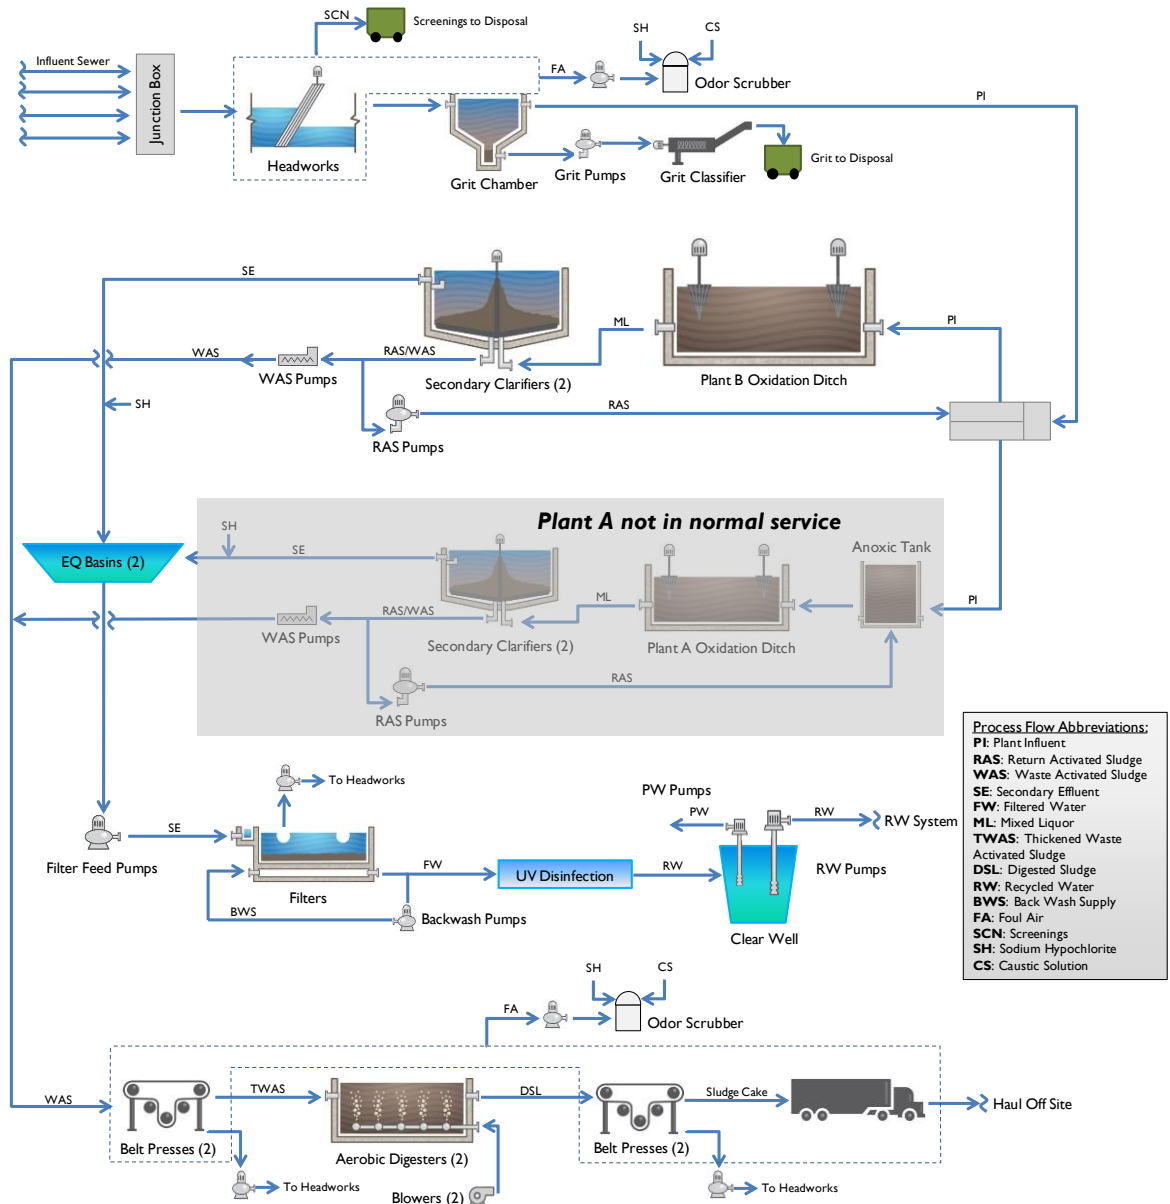 SCN
Screenings to Disposal
SH
CS
Influent Sewer
FA
Odor Scrubber
PI
Junction Box
Headworks
Grit Chamber
Grit Pumps
Grit Classifier
Grit to Disposal
SE
ML
PI
WAS
RAS/WAS
WAS Pumps
Secondary Clarifiers (2)
Plant B Oxidation Ditch
SH
RAS
RAS Pumps
Plant A not in normal service
SH
SE
Anoxic Tank
EQ Basins (2)
ML
PI
RAS/WAS
WAS Pumps
Secondary Clarifiers (2)
Plant A Oxidation Ditch
RAS
RAS Pumps
Process Flow Abbreviations:
PI: Plant Influent
RAS: Return Activated Sludge
WAS: Waste Activated Sludge
SE: Secondary Effluent
FW: Filtered Water
ML: Mixed Liquor
TWAS: Thickened Waste
Activated Sludge
DSL: Digested Sludge
RW: Recycled Water
BWS: Back Wash Supply
FA: Foul Air
SCN: Screenings
SH: Sodium Hypochlorite
CS: Caustic Solution
To Headworks
PW Pumps
PW
RW
RW System
SE
Filter Feed Pumps
FW
UV Disinfection
RW
RW Pumps
Filters
BWS
Backwash Pumps
Clear Well
SH
CS
FA
Odor Scrubber
WAS
TWAS
DSL
Sludge Cake
Haul Off Site
Belt Presses (2)
Aerobic Digesters (2)
Belt Presses (2)
To Headworks
Blowers (2)
To Headworks